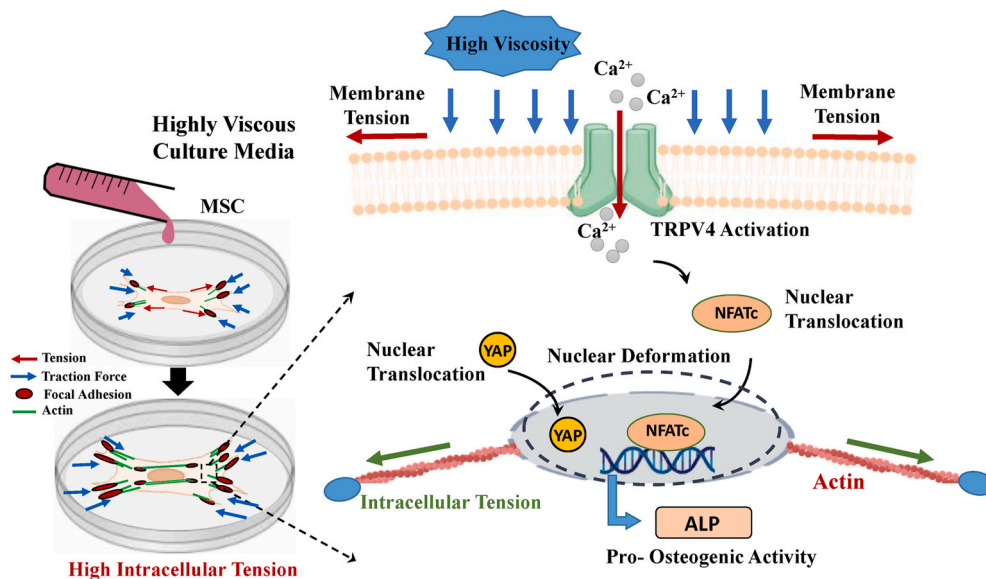 High Viscosity
Ca2+
Ca2+
Membrane
Tension
Membrane
Tension
Highly Viscous
Culture Media
MSC
Ca2+
TRPV4 Activation
NFATc
Nuclear
Translocation
Tension
Traction Force
Focal Adhesion
Actin
Nuclear
Translocation
YAP
Nuclear Deformation
YAP
NFATc
Intracellular Tension
Actin
ALP
Pro- Osteogenic Activity
High Intracellular Tension